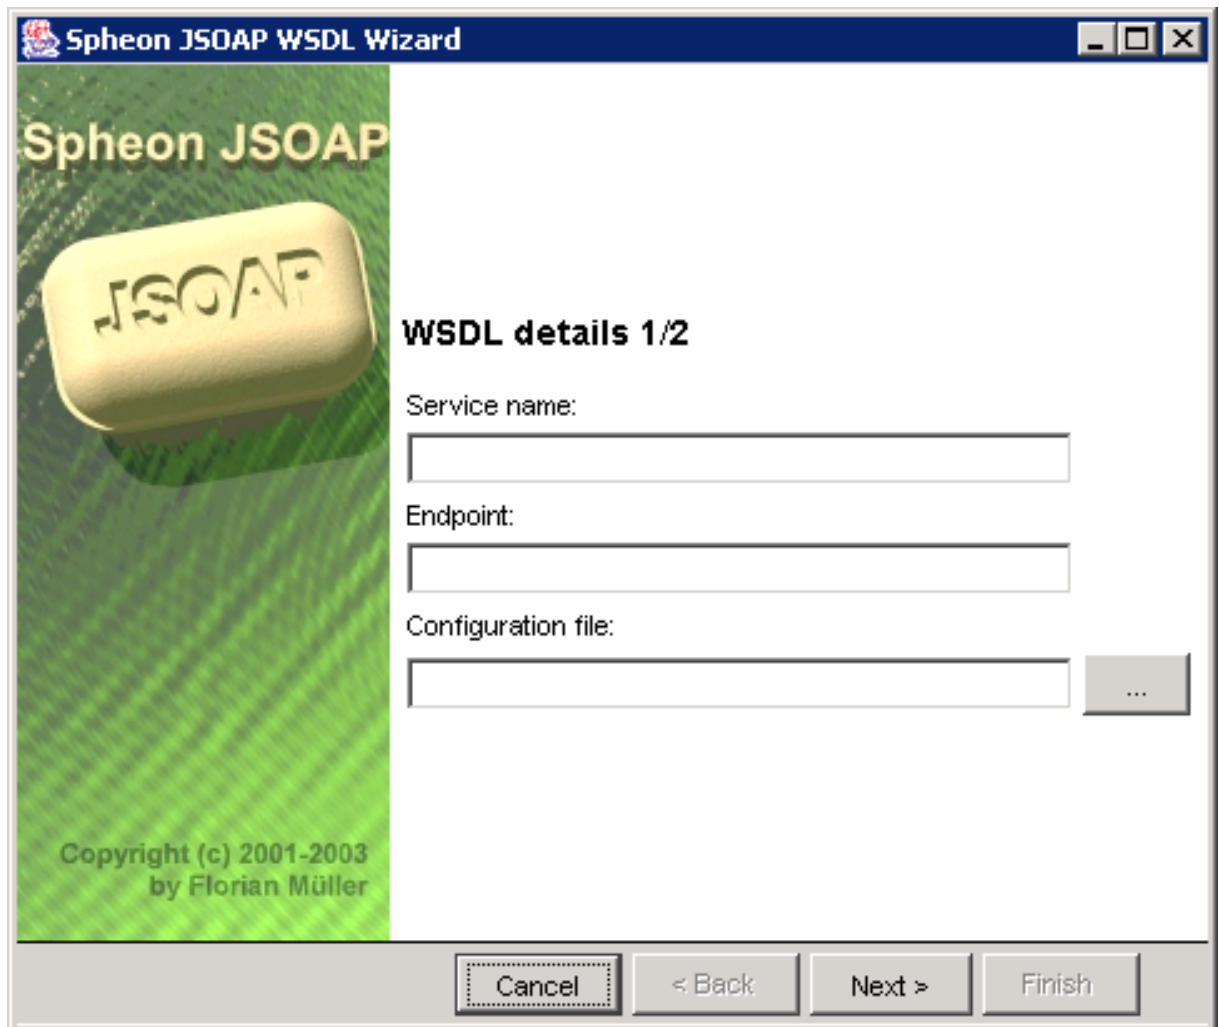 Spheon JSOAP WSDL Wizard
Spheon JSOAP
JSOAP
Copyright (c) 2001-2003
by Florian Müller
WSDL details 1/2
Service name:
Endpoint:
Configuration file:
...
Cancel
< Back
Next >
Finish